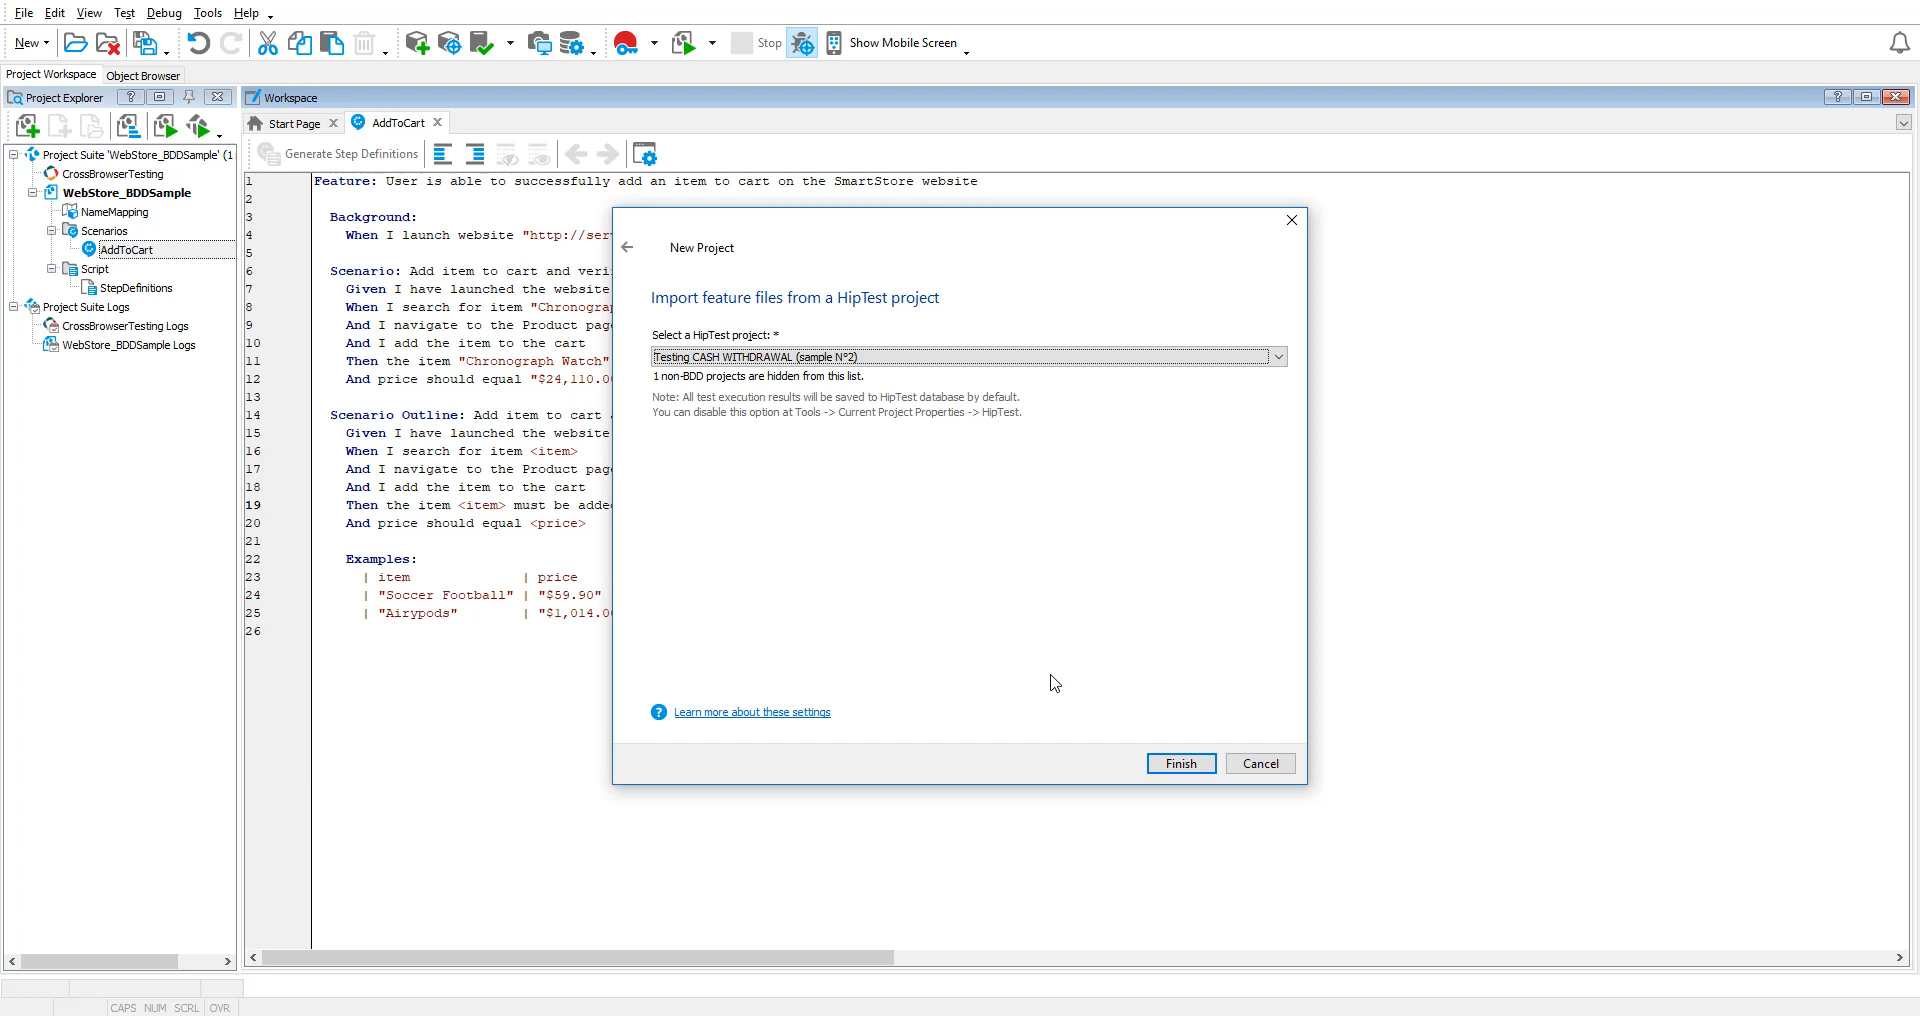 File Edit View Test Debug Tools Help
New Stop Show Mobile Screen
Project Workspace Object Browser
Project Explorer
Project Suite 'WebStore_BDDSample' (1
CrossBrowserTesting
WebStore_BDDSample
NameMapping
Scenarios
AddToCart
Script
StepDefinitions
Project Suite Logs
CrossBrowserTesting Logs
WebStore_BDDSample Logs
Workspace
Start Page AddToCart
Generate Step Definitions
1 Feature: User is able to successfully add an item to cart on the SmartStore website
2
3 Background:
4 When I launch website "http://ser
5
6 Scenario: Add item to cart and veri
7 Given I have launched the website
8 When I search for item "Chronogra
9 And I navigate to the Product pag
10 And I add the item to the cart
11 Then the item "Chronograph Watch"
12 And price should equal "$24,110.0
13
14 Scenario Outline: Add item to cart
15 Given I have launched the website
16 When I search for item <item>
17 And I navigate to the Product pag
18 And I add the item to the cart
19 Then the item <item> must be adde
20 And price should equal <price>
21
22 Examples:
23 | item | price
24 | "Soccer Football" | "$59.90"
25 | "Airypods" | "$1,014.0
26
New Project
Import feature files from a HipTest project
Select a HipTest project: *
Testing CASH WITHDRAWAL (sample N°2)
1 non-BDD projects are hidden from this list.
Note: All test execution results will be saved to HipTest database by default.
You can disable this option at Tools -> Current Project Properties -> HipTest.
? Learn more about these settings
Finish Cancel
CAPS NUM SCRL OVR